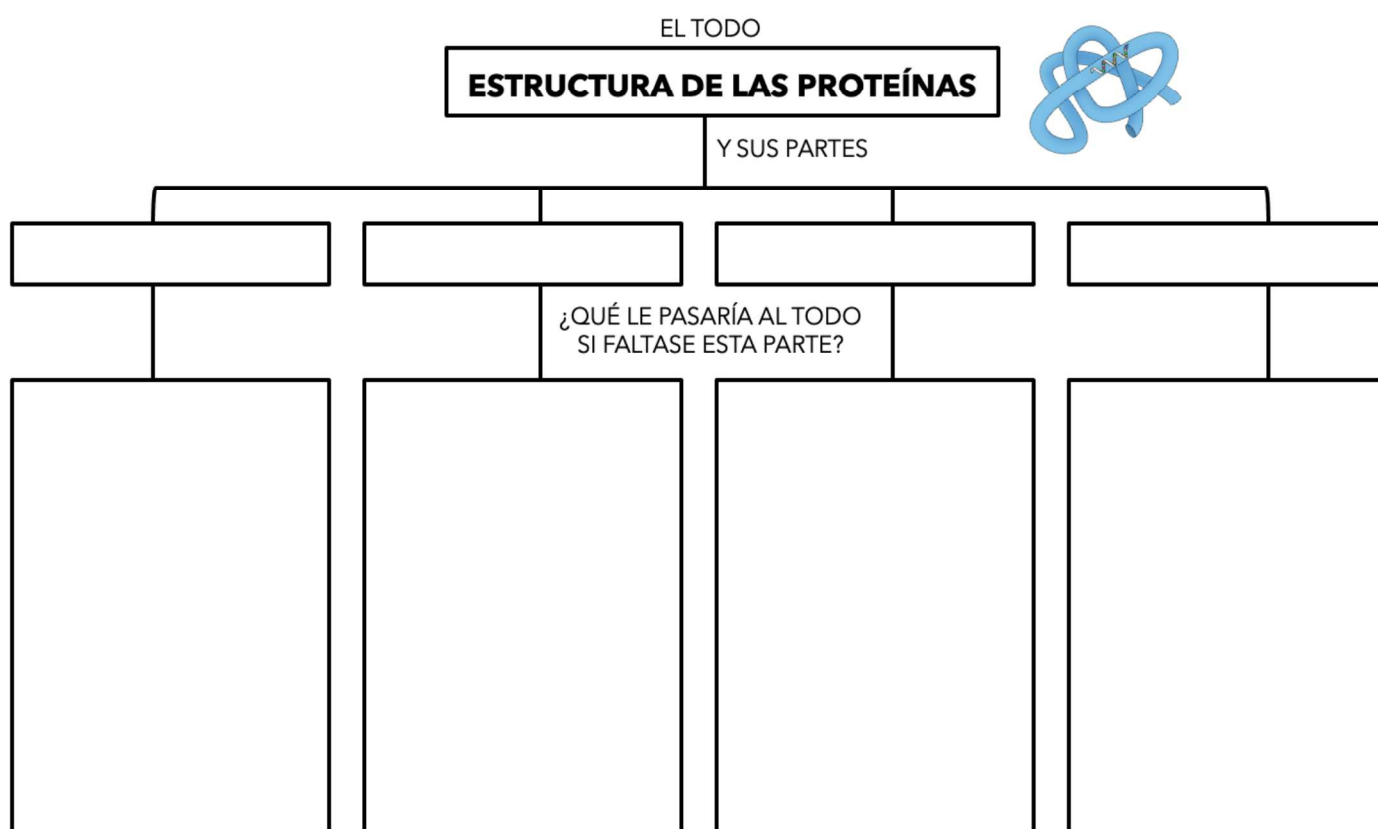 EL TODO
ESTRUCTURA DE LAS PROTEÍNAS
Y SUS PARTES
¿QUÉ LE PASARÍA AL TODO
SI FALTASE ESTA PARTE?